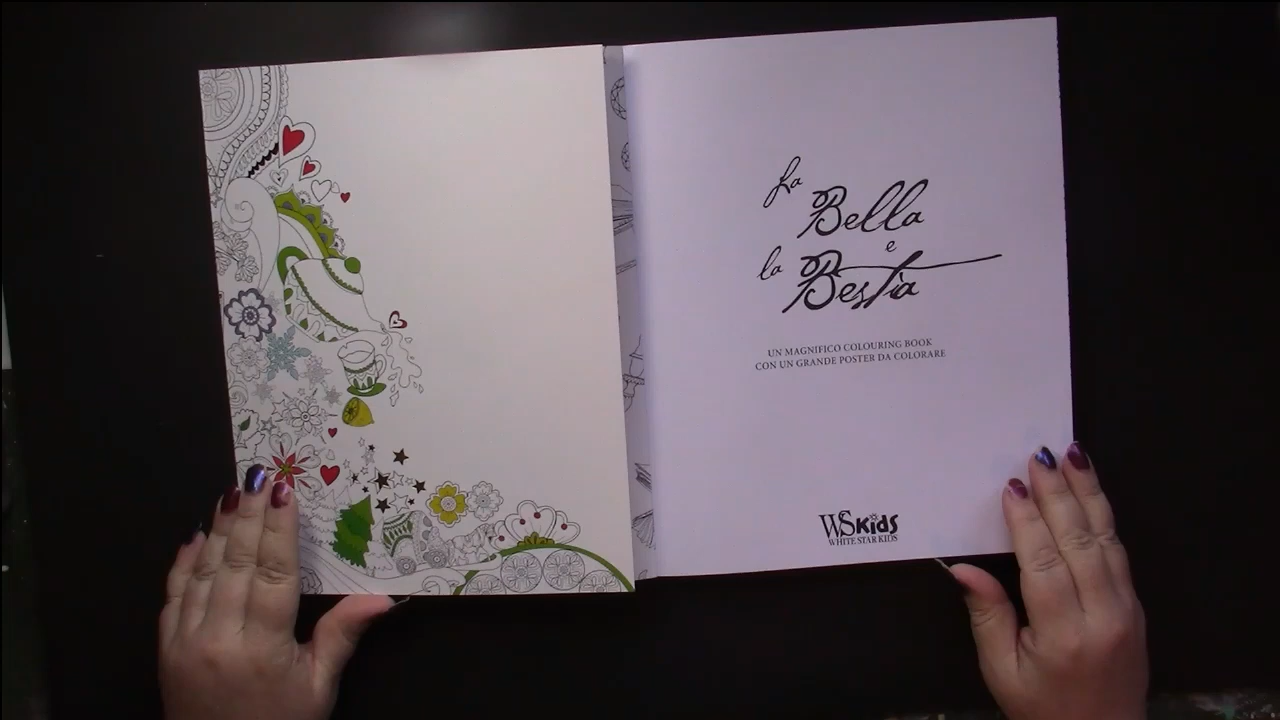 La
Bella
e
la
Bestia
UN MAGNIFICO COLOURING BOOK
CON UN GRANDE POSTER DA COLORARE
WSKids
WHITE STAR KIDS